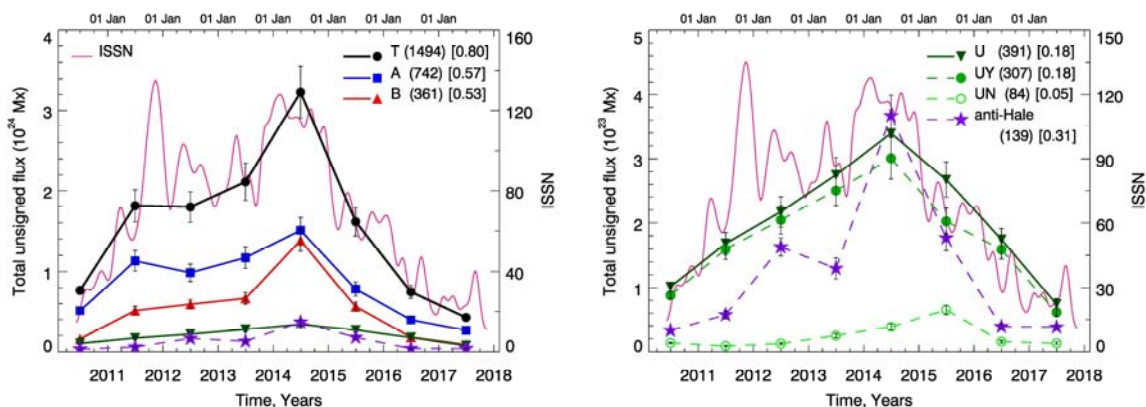 01 Jan 01 Jan 01 Jan 01 Jan 01 Jan 01 Jan 01 Jan
4
3
2
1
0
Total unsigned flux (10²⁴ Mx)
ISSN
T (1494) [0.80]
A (742) [0.57]
B (361) [0.53]
160
120
80
40
0
ISSN
2011 2012 2013 2014 2015 2016 2017 2018
Time, Years
01 Jan 01 Jan 01 Jan 01 Jan 01 Jan 01 Jan 01 Jan
5
4
3
2
1
0
Total unsigned flux (10²³ Mx)
U (391) [0.18]
UY (307) [0.18]
UN (84) [0.05]
anti-Hale
(139) [0.31]
150
120
90
60
30
0
ISSN
2011 2012 2013 2014 2015 2016 2017 2018
Time, Years